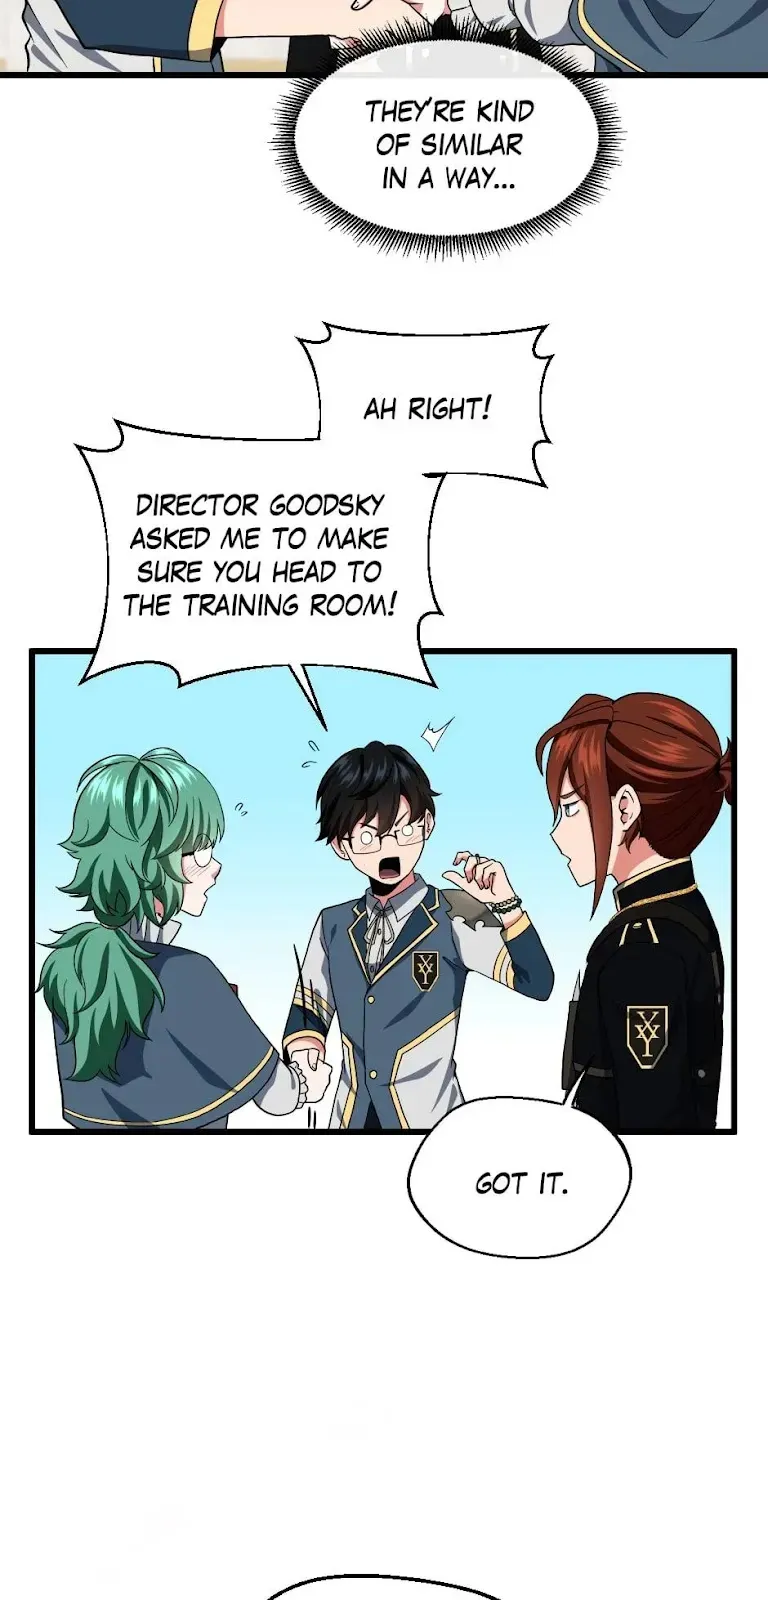 THEY'RE KIND
OF SIMILAR
IN A WAY...
AH RIGHT!
DIRECTOR GOODSKY
ASKED ME TO MAKE
SURE YOU HEAD TO
THE TRAINING ROOM!
GOT IT.